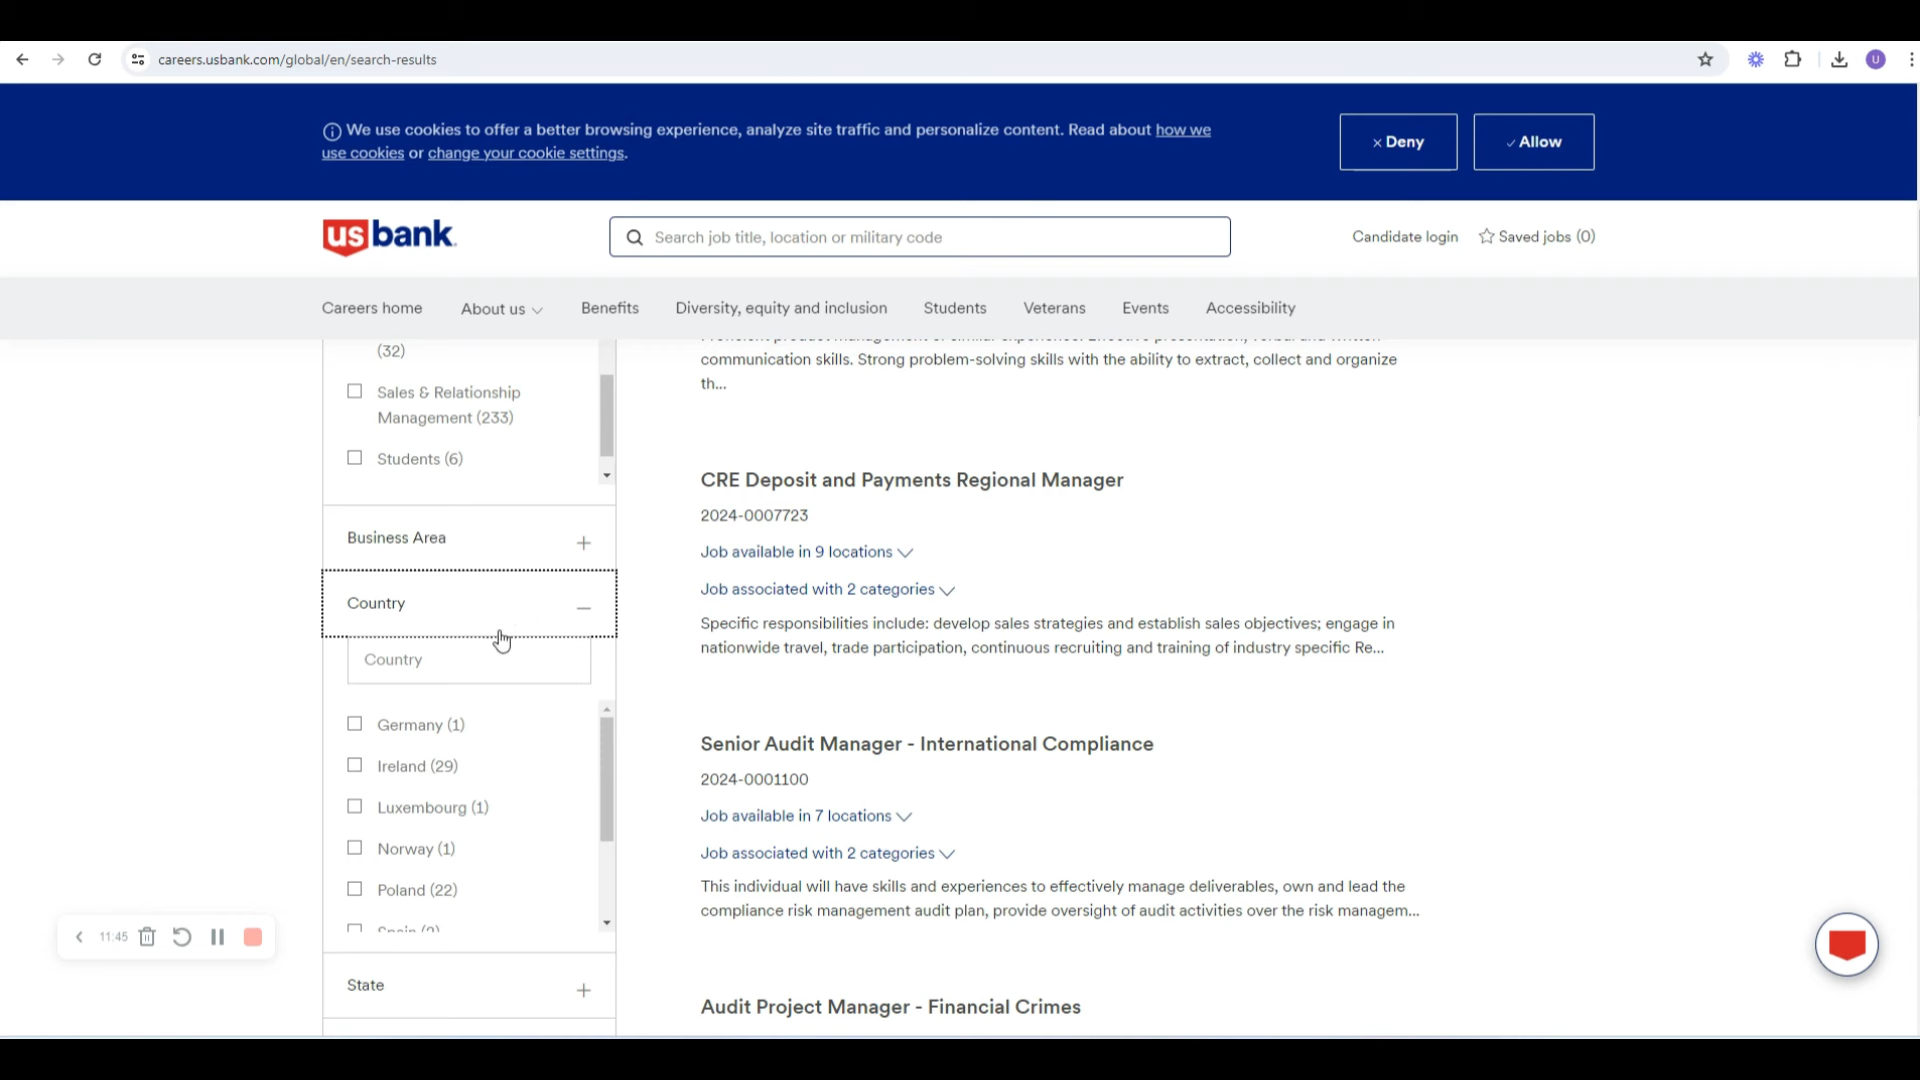 careers.usbank.com/global/en/search-results
U
We use cookies to offer a better browsing experience, analyze site traffic and personalize content. Read about how we
use cookies or change your cookie settings.
Deny
Allow
us bank
Search job title, location or military code
Candidate login
Saved jobs (0)
Careers home
About us
Benefits
Diversity, equity and inclusion
Students
Veterans
Events
Accessibility
(32)
Sales & Relationship
Management (233)
Students (6)
Business Area
Country
Country
Germany (1)
Ireland (29)
Luxembourg (1)
Norway (1)
Poland (22)
State
communication skills. Strong problem-solving skills with the ability to extract, collect and organize
th...
CRE Deposit and Payments Regional Manager
2024-0007723
Job available in 9 locations
Job associated with 2 categories
Specific responsibilities include: develop sales strategies and establish sales objectives; engage in
nationwide travel, trade participation, continuous recruiting and training of industry specific Re...
Senior Audit Manager - International Compliance
2024-0001100
Job available in 7 locations
Job associated with 2 categories
This individual will have skills and experiences to effectively manage deliverables, own and lead the
compliance risk management audit plan, provide oversight of audit activities over the risk managem...
Audit Project Manager - Financial Crimes
11:45